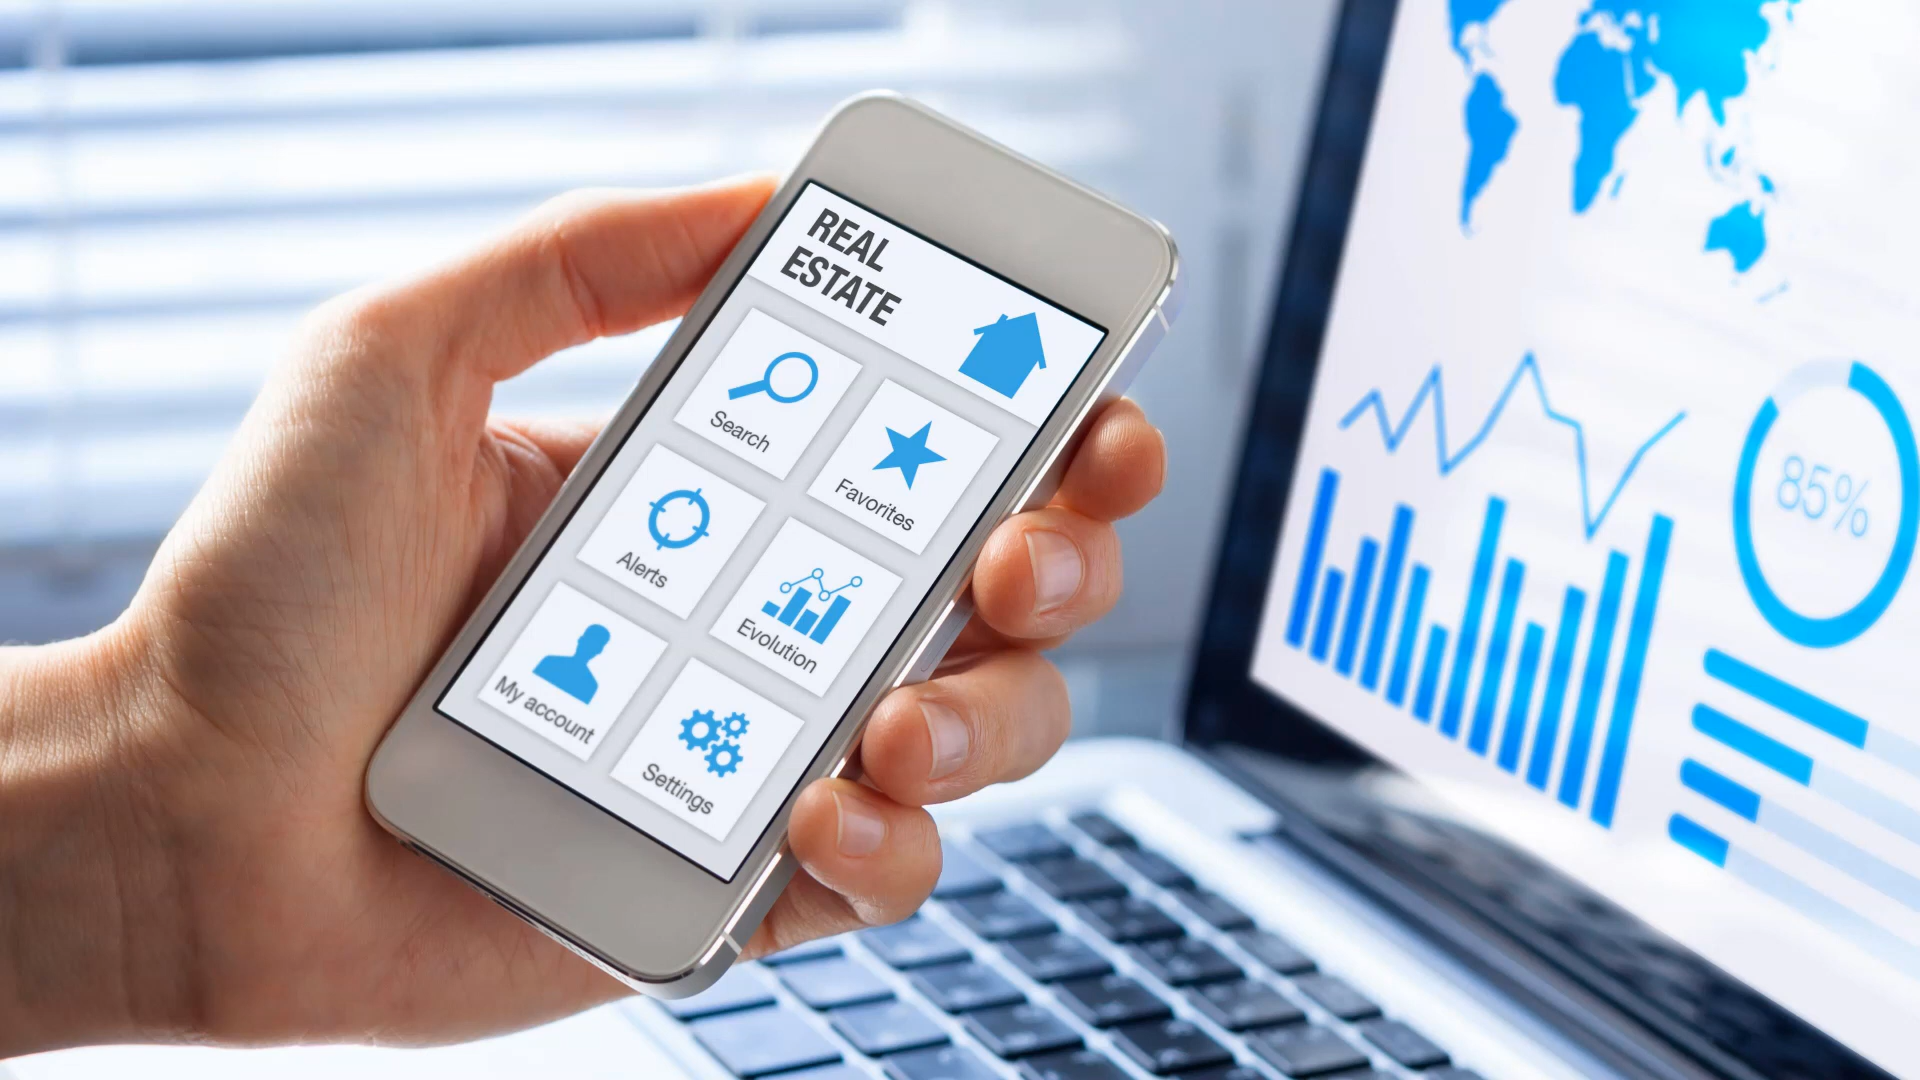 REAL
ESTATE
Search
Favorites
Alerts
Evolution
My account
Settings
85%